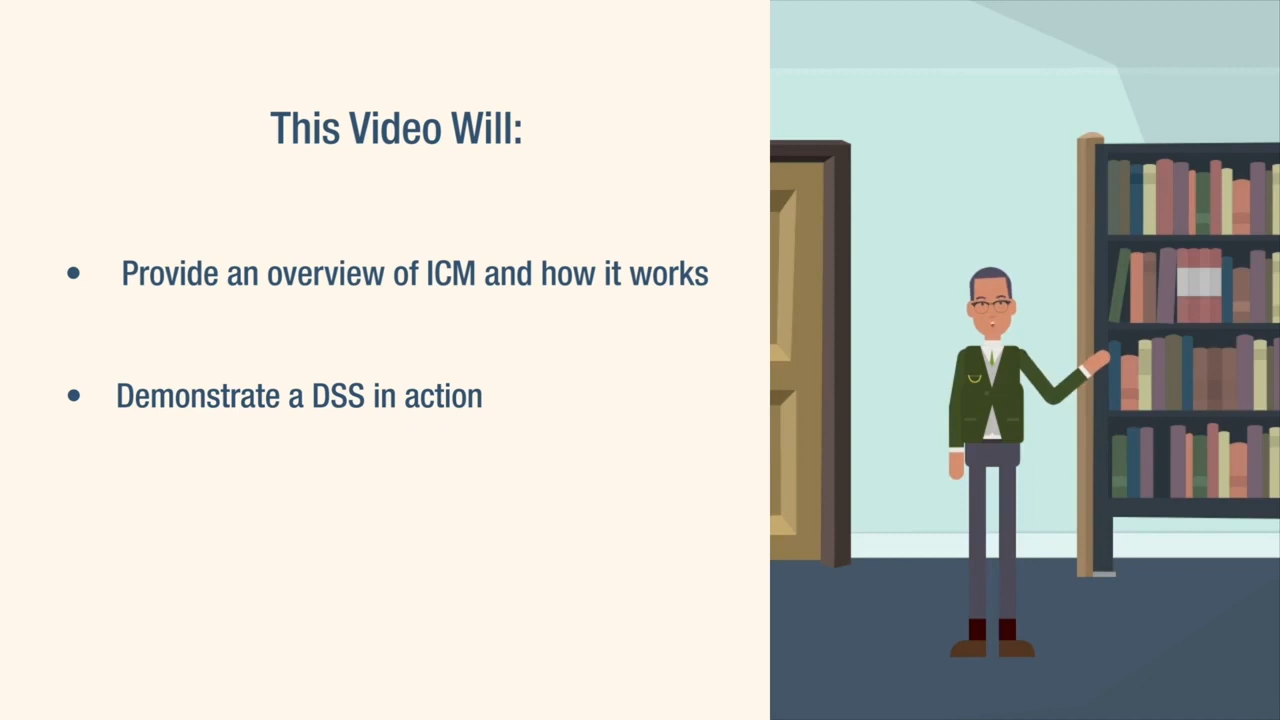 This Video Will:
• Provide an overview of ICM and how it works
• Demonstrate a DSS in action